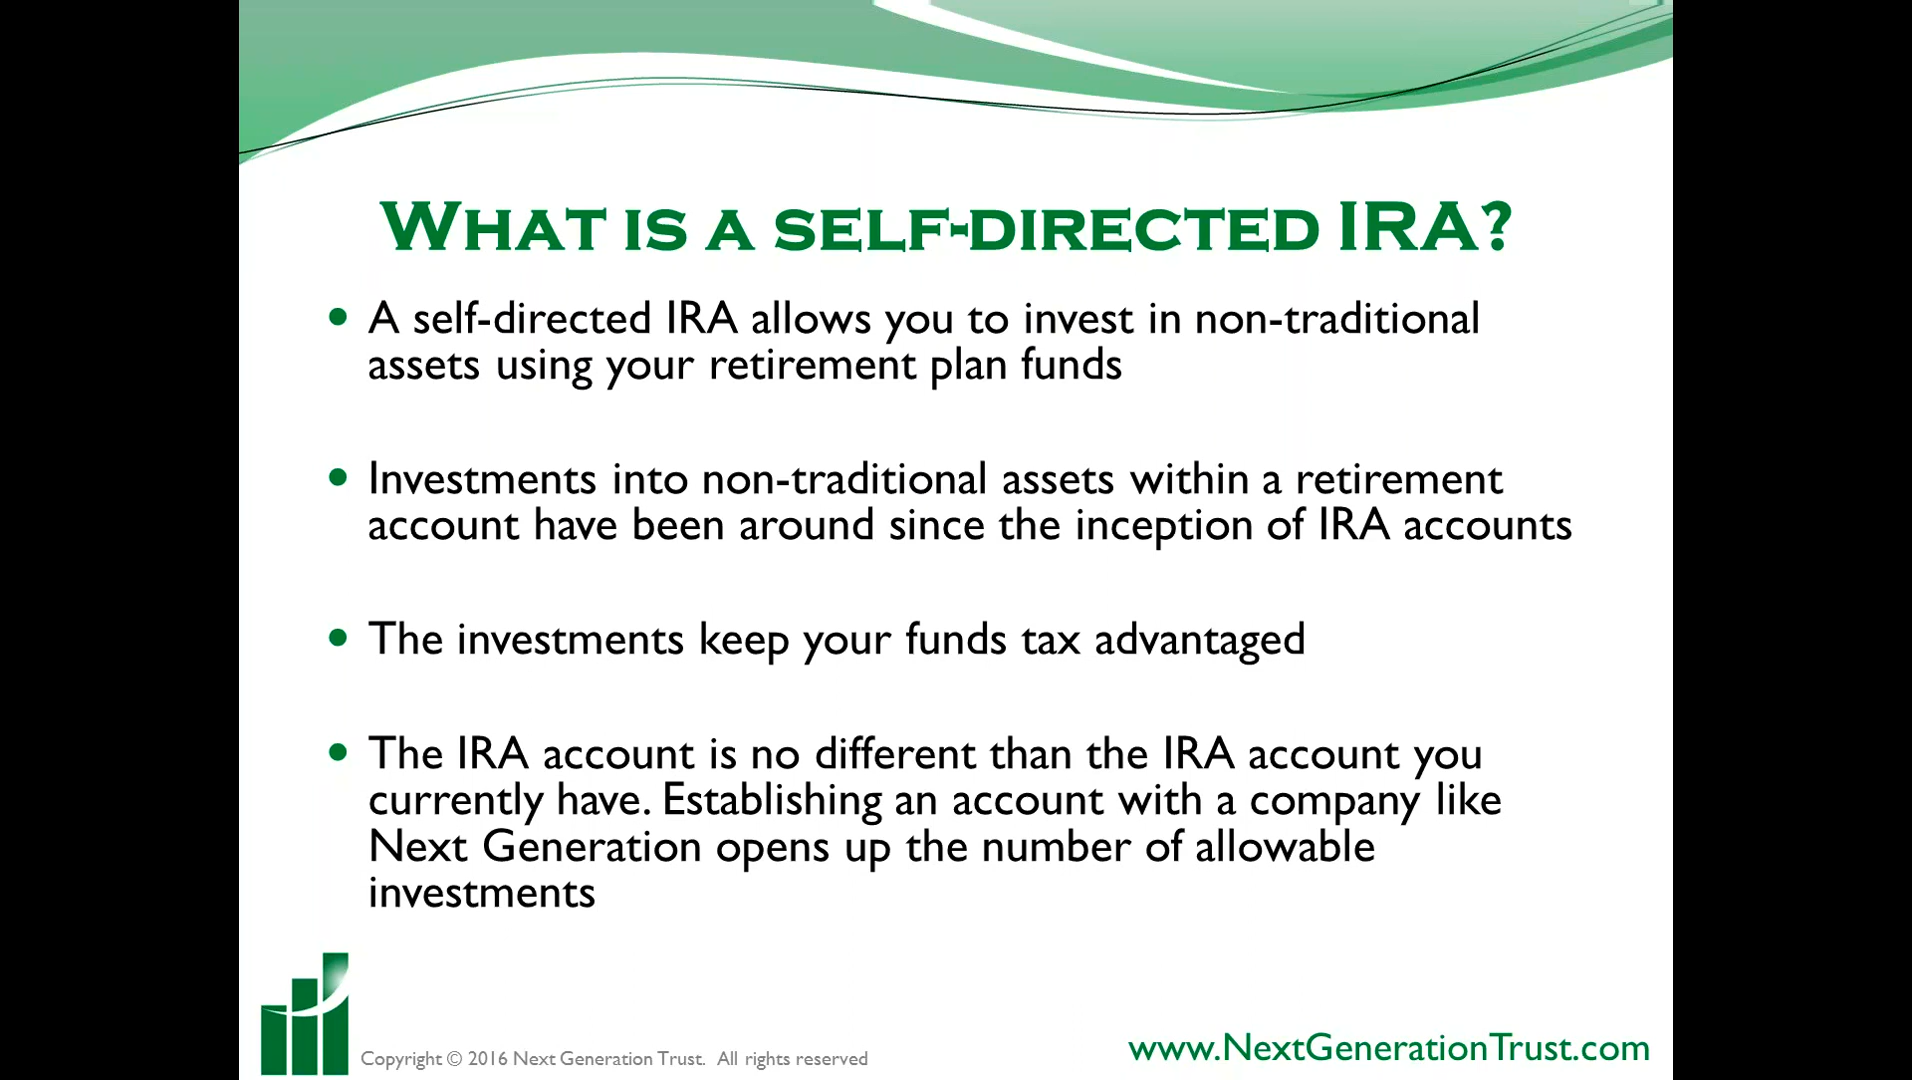 WHAT IS A SELF-DIRECTED IRA?
• A self-directed IRA allows you to invest in non-traditional
assets using your retirement plan funds
• Investments into non-traditional assets within a retirement
account have been around since the inception of IRA accounts
• The investments keep your funds tax advantaged
• The IRA account is no different than the IRA account you
currently have. Establishing an account with a company like
Next Generation opens up the number of allowable
investments
Copyright © 2016 Next Generation Trust. All rights reserved
www.NextGenerationTrust.com